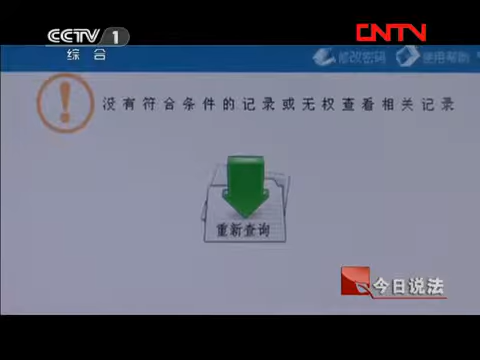 CCTV 1
综合
CNTV
修改密码 使用帮助
没有符合条件的记录或无权查看相关记录
重新查询
今日说法